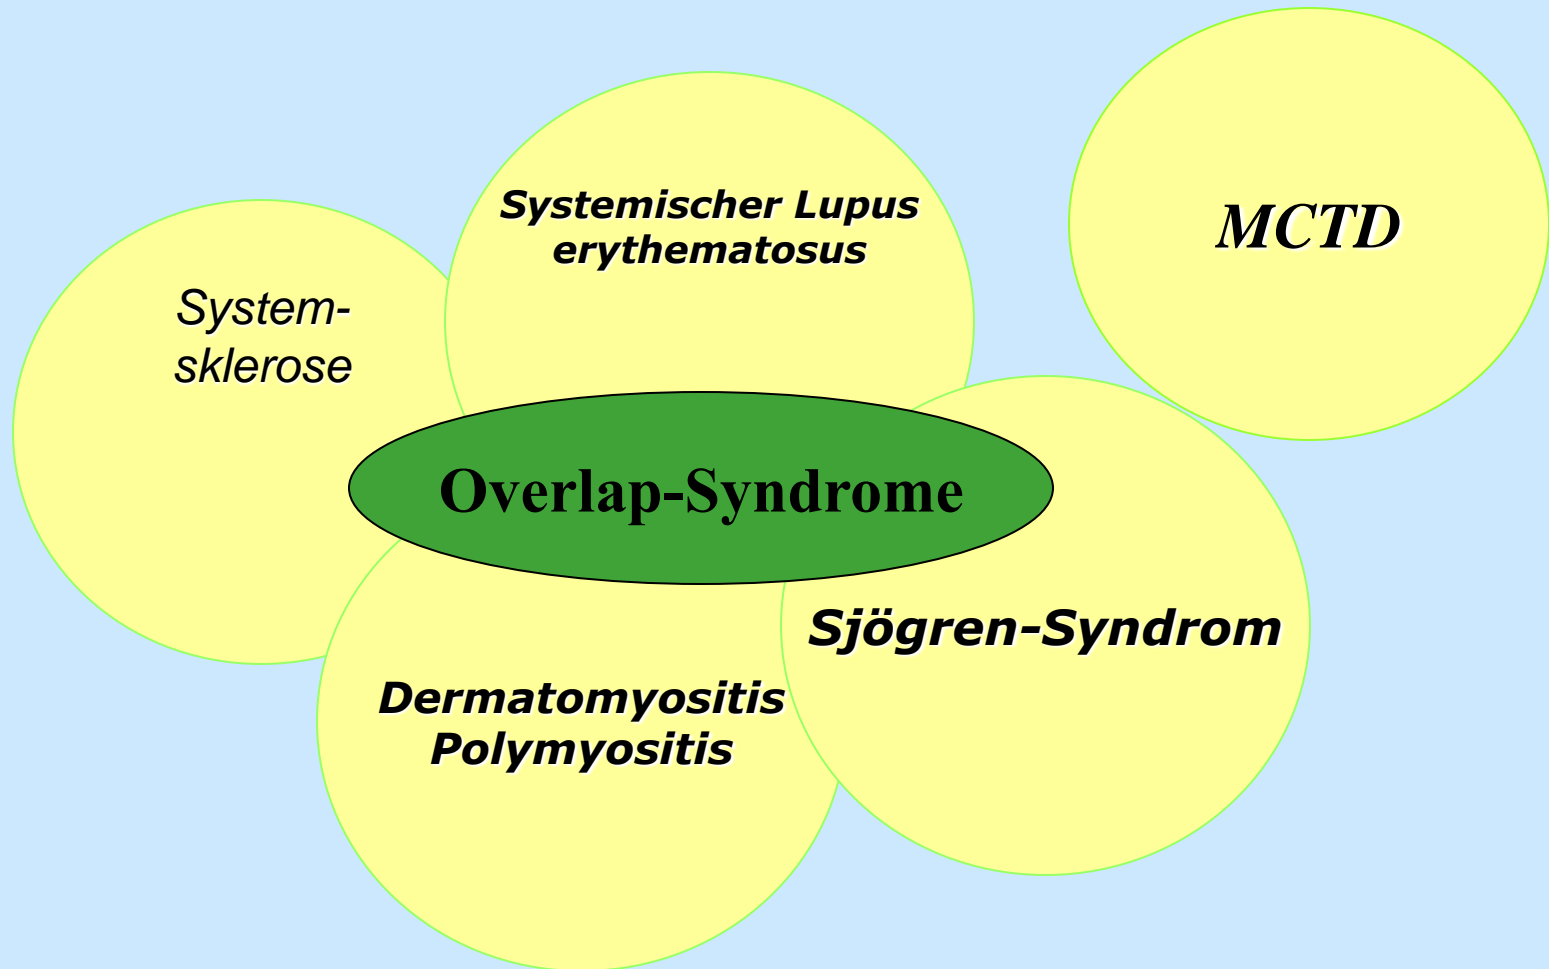 Systemischer Lupus
erythematosus
MCTD
System-
sklerose
Overlap-Syndrome
Sjögren-Syndrom
Dermatomyositis
Polymyositis